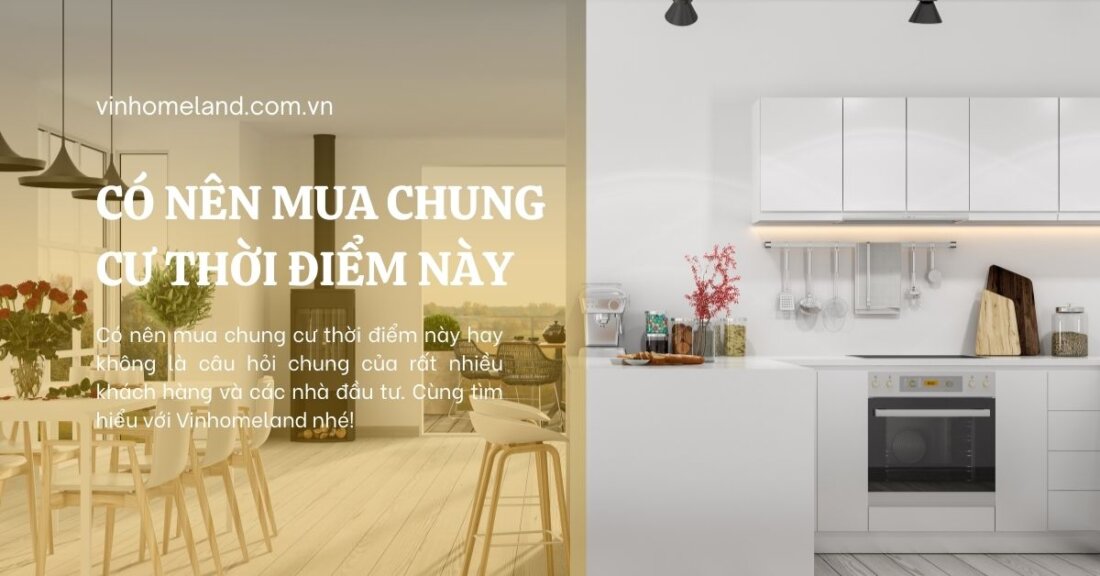 vinhomeland.com.vn
CÓ NÊN MUA CHUNG
CƯ THỜI ĐIỂM NÀY
Có nên mua chung cư thời điểm này hay
không là câu hỏi chung của rất nhiều
khách hàng và các nhà đầu tư. Cùng tìm
hiểu với Vinhomeland nhé!